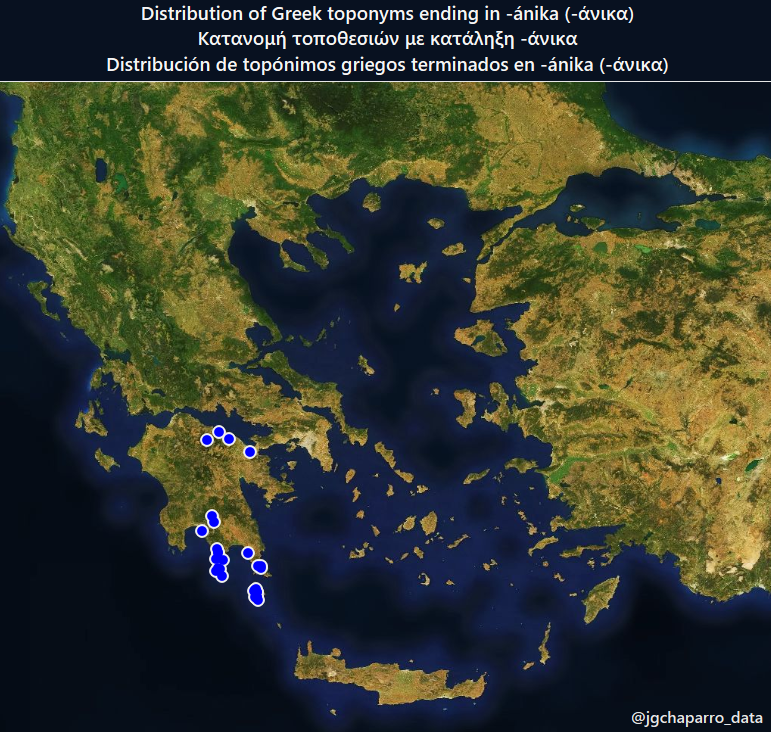 Distribution of Greek toponyms ending in -ánika (-άνικα)
Κατανομή τοποθεσιών με κατάληξη -άνικα
Distribución de topónimos griegos terminados en -ánika (-άνικα)
@jgchaparro_data